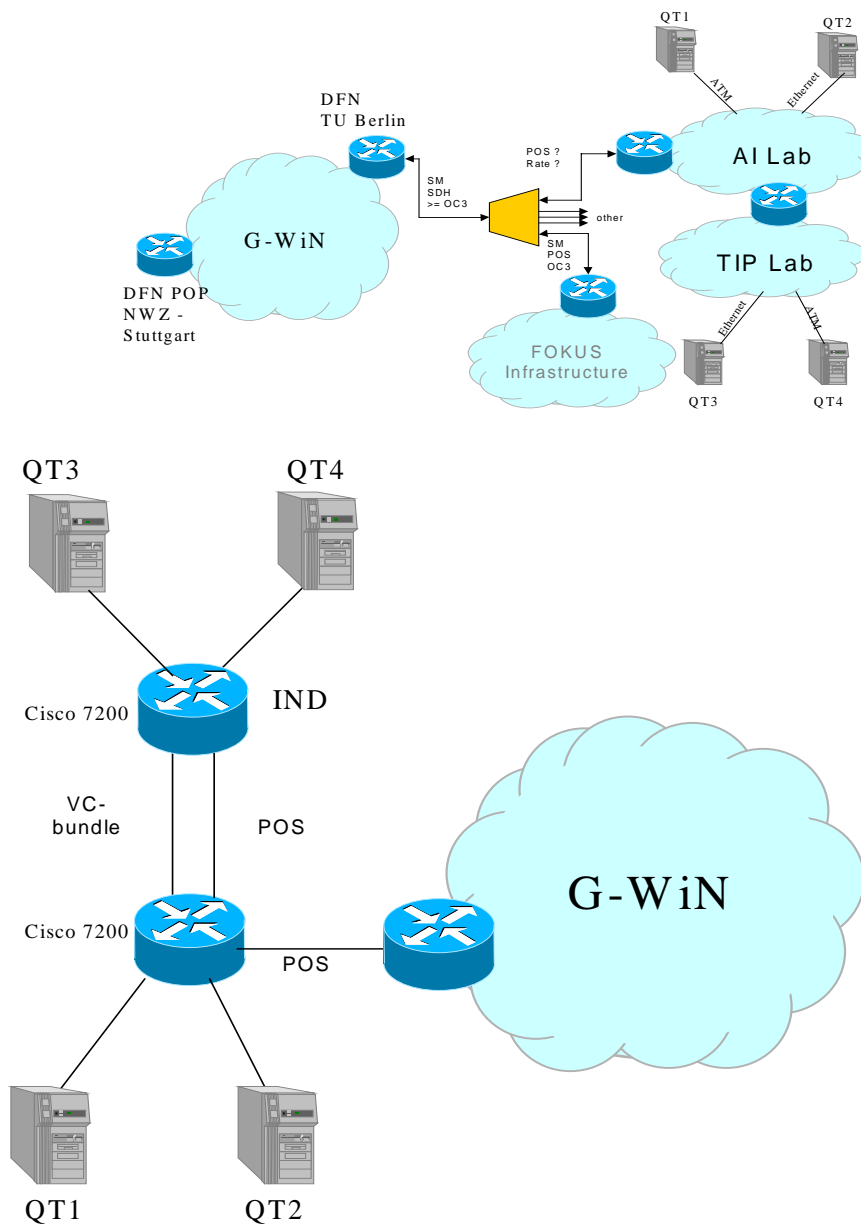 QT1
QT2
ATM
Ethernet
DFN
TU Berlin
POS ?
Rate ?
AI Lab
SM
SDH
>= OC3
other
G-WiN
SM
POS
OC3
TIP Lab
DFN POP
NWZ -
Stuttgart
Ethernet
ATM
FOKUS
Infrastructure
QT3
QT4
QT3
QT4
IND
Cisco 7200
VC-
bundle
POS
G-WiN
Cisco 7200
POS
QT1
QT2